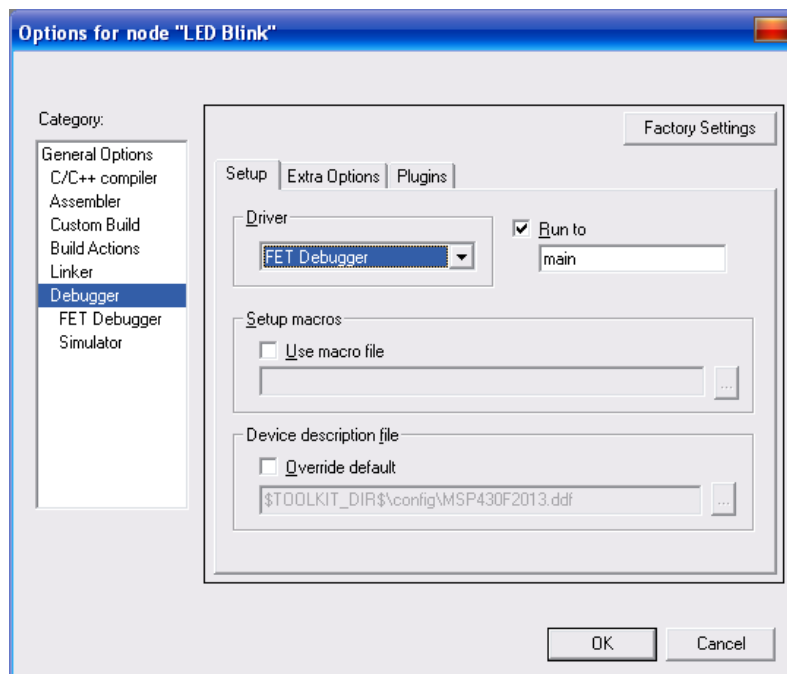 Options for node "LED Blink"
Category:
Factory Settings
General Options
C/C++ compiler
Assembler
Custom Build
Build Actions
Linker
Debugger
FET Debugger
Simulator
Setup
Extra Options
Plugins
Driver
FET Debugger
Run to
main
Setup macros
Use macro file
...
Device description file
Override default
$TOOLKIT_DIR$\config\MSP430F2013.ddf
...
OK
Cancel